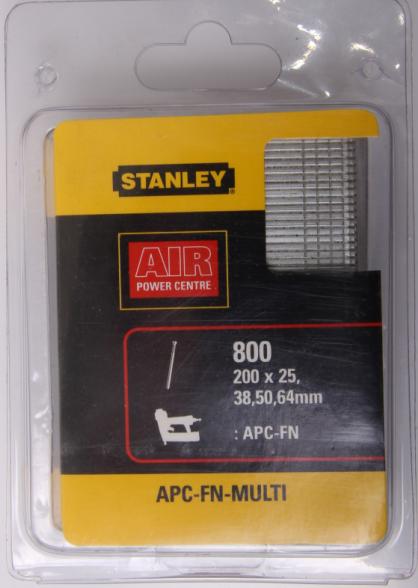 STANLEY
AIR
POWER CENTRE
800
200 x 25,
38,50,64mm
: APC-FN
APC-FN-MULTI